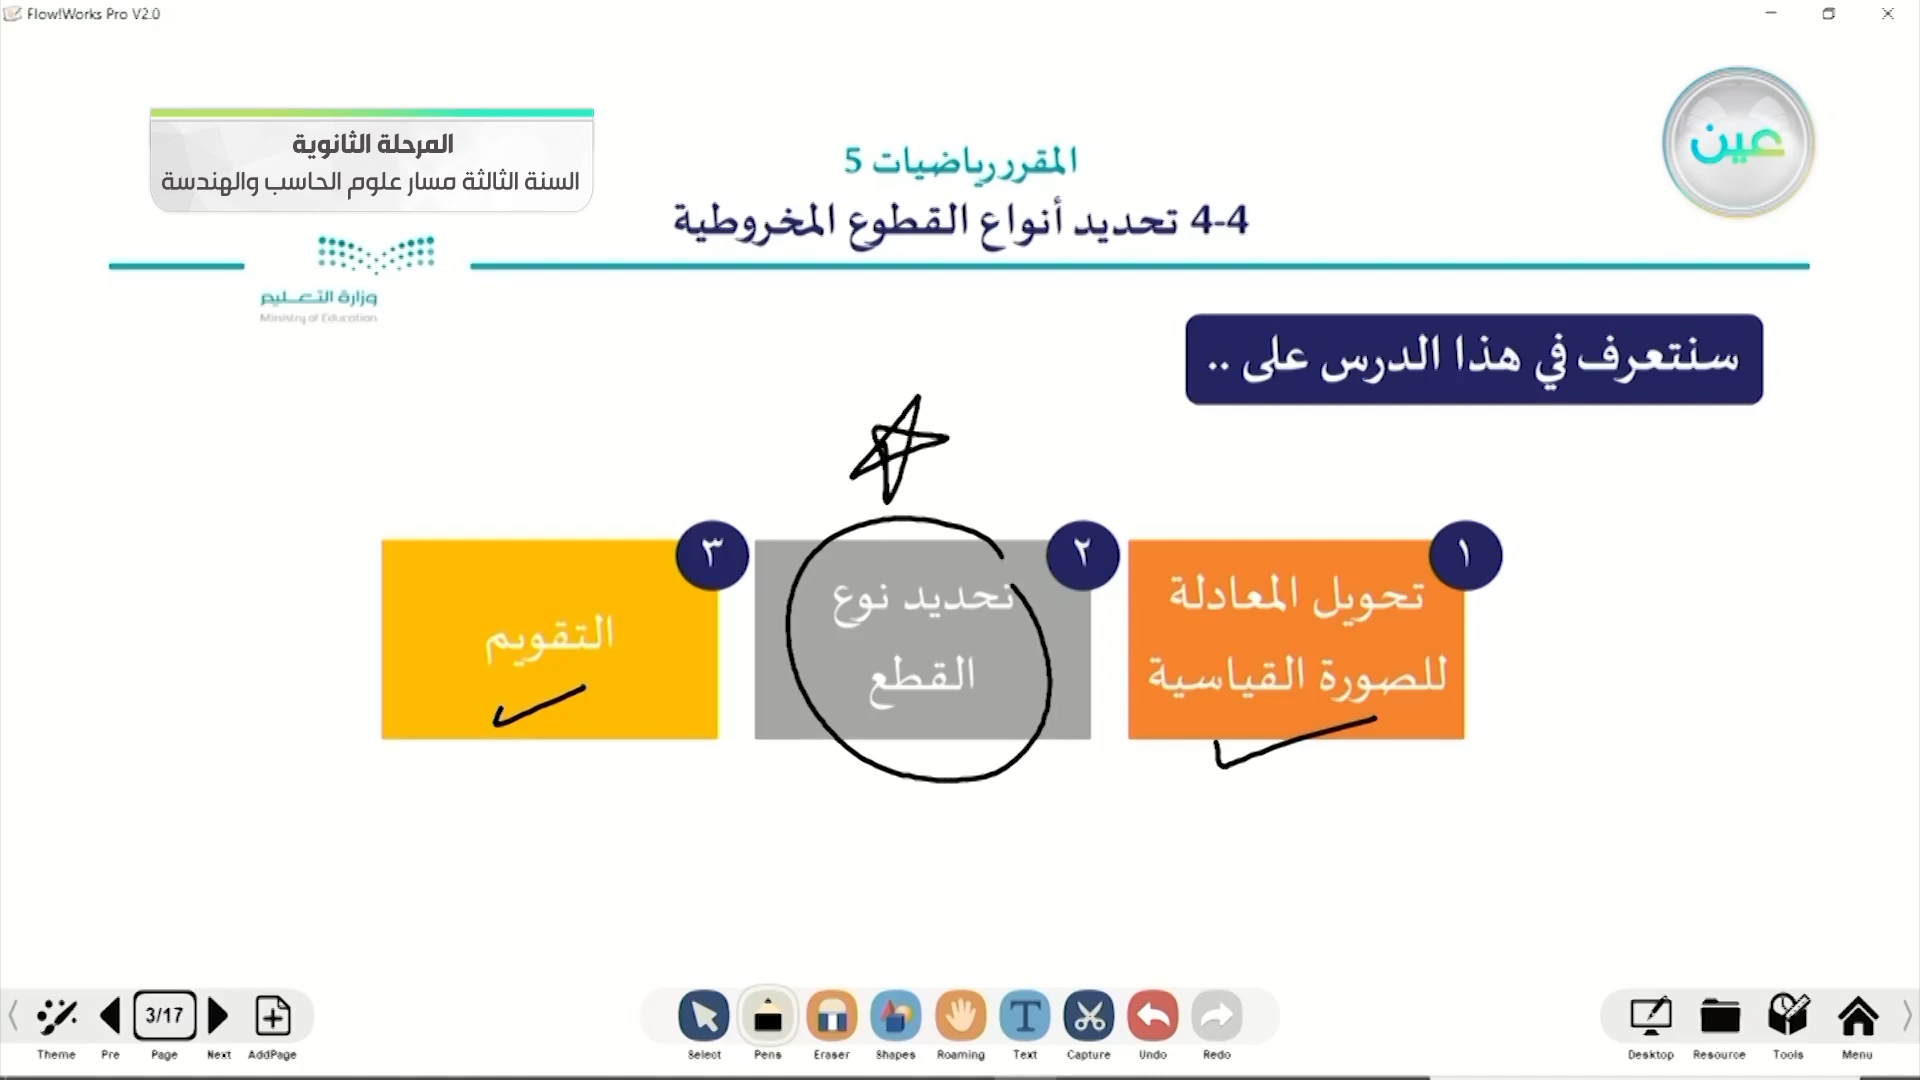 Flow!Works Pro V2.0
المرحلة الثانوية
السنة الثالثة مسار علوم الحاسب والهندسة
عين
المقرر رياضيات 5
4-4 تحديد أنواع القطوع المخروطية
وزارة التعليم
Ministry of Education
سنتعرف في هذا الدرس على ..
١
تحويل المعادلة
للصورة القياسية
٢
تحديد نوع
القطع
٣
التقويم
3/17
Theme
Pre
Page
Next
AddPage
Select
Pens
Eraser
Shapes
Roaming
Text
Capture
Undo
Redo
Desktop
Resource
Tools
Menu